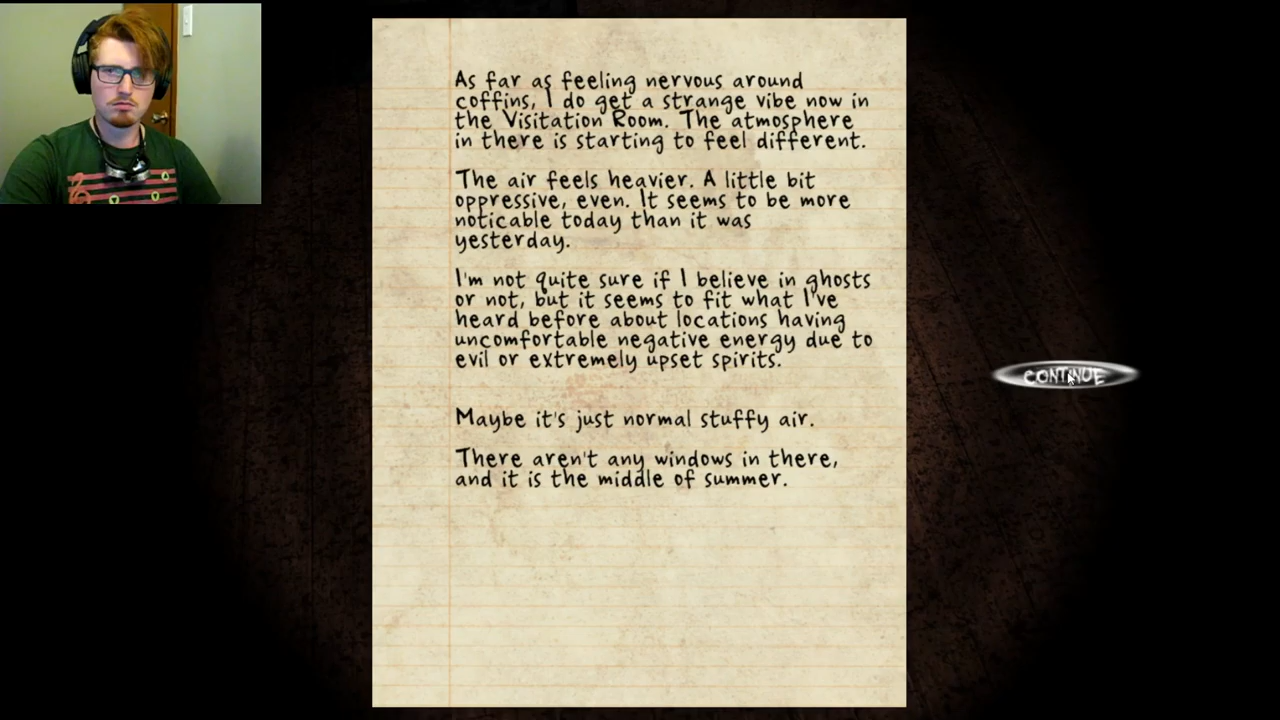 As far as feeling nervous around
coffins, I do get a strange vibe now in
the Visitation Room. The atmosphere
in there is starting to feel different.
The air feels heavier. A little bit
oppressive, even. It seems to be more
noticable today than it was
yesterday.
I'm not quite sure if I believe in ghosts
or not, but it seems to fit what I've
heard before about locations having
uncomfortable negative energy due to
evil or extremely upset spirits.
Maybe it's just normal stuffy air.
There aren't any windows in there,
and it is the middle of summer.
CONTINUE